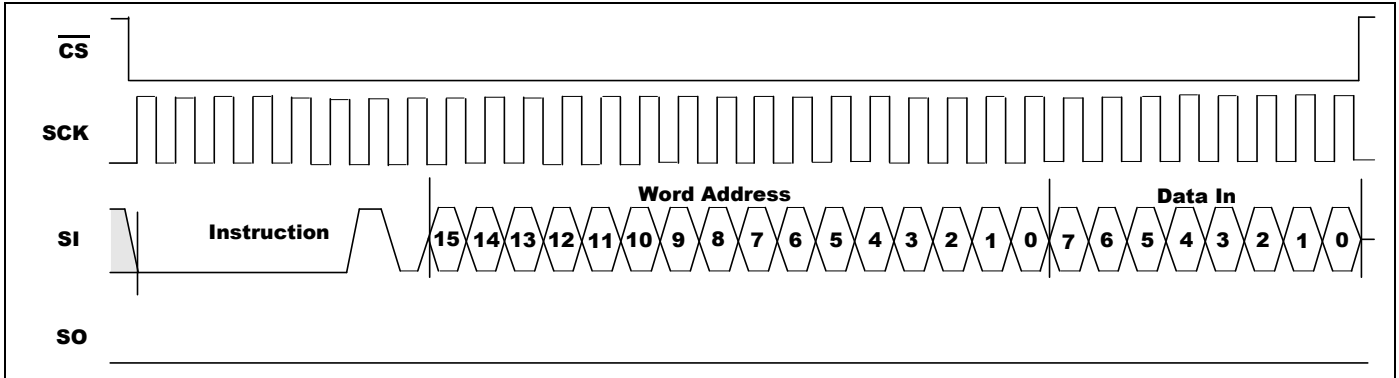 CS
SCK
Word Address
Data In
SI
Instruction
15 14 13 12 11 10 9 8 7 6 5 4 3 2 1 0 7 6 5 4 3 2 1 0
SO